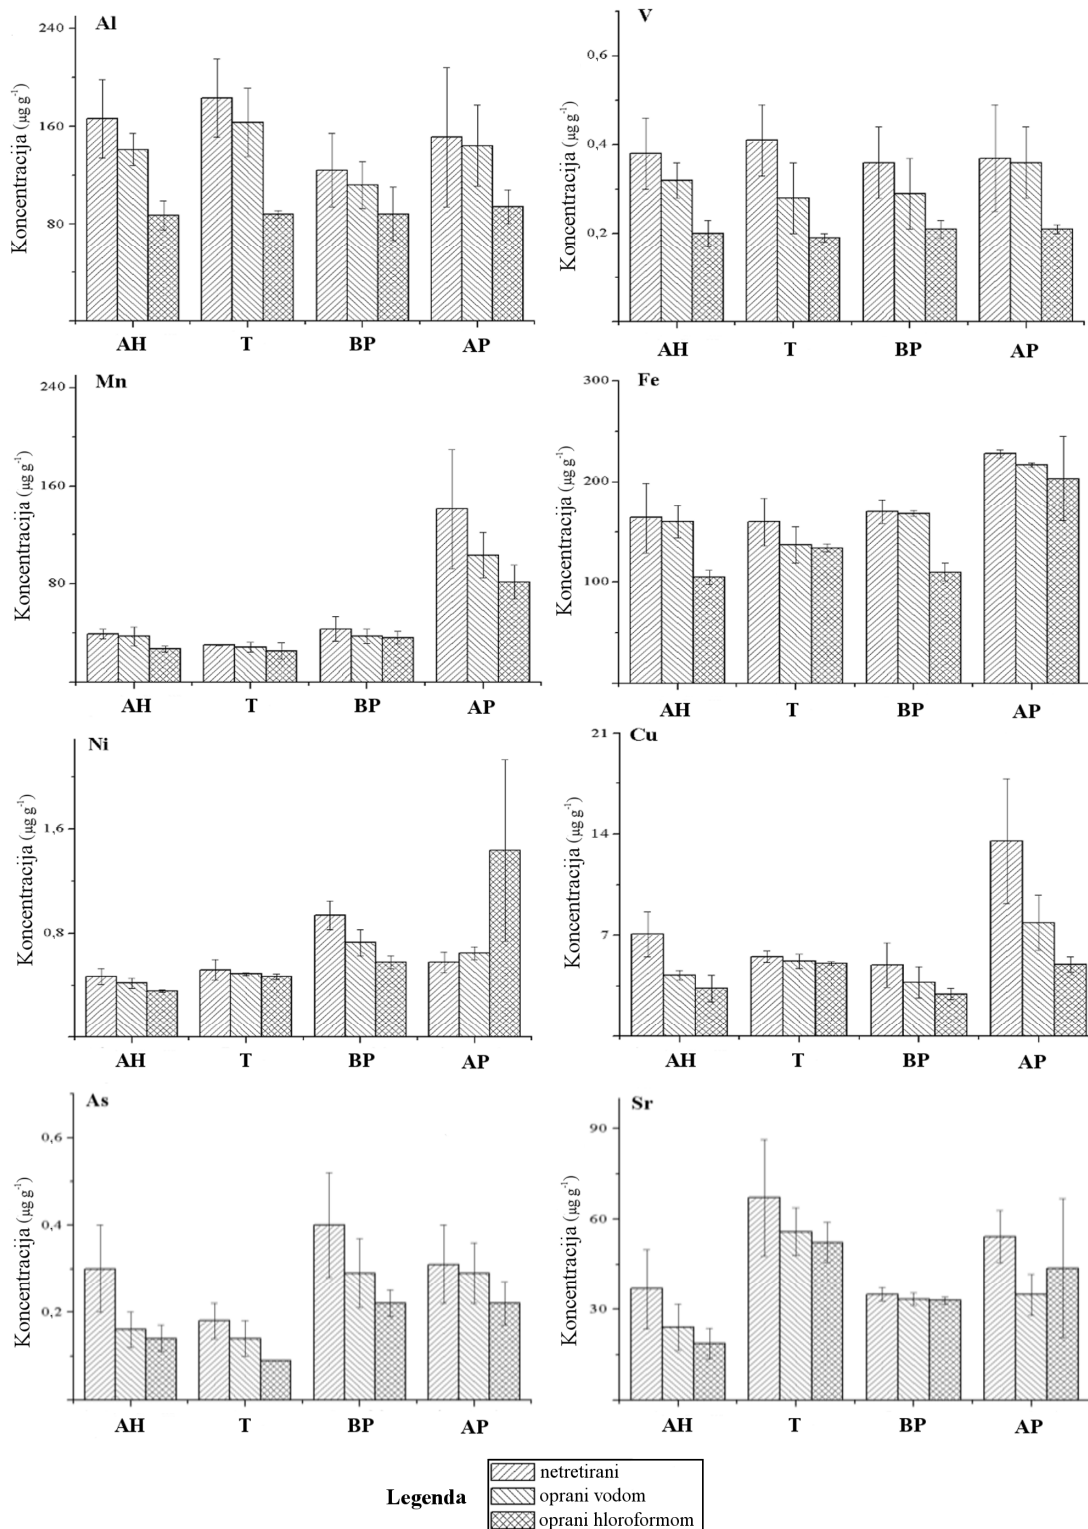 Al
240
160
80
Koncentracija (µg g-1)
AH T BP AP
V
0,6
0,4
0,2
Koncentracija (µg g-1)
AH T BP AP
Mn
240
160
80
Koncentracija (µg g-1)
AH T BP AP
Fe
300
200
100
Koncentracija (µg g-1)
AH T BP AP
Ni
1,6
0,8
Koncentracija (µg g-1)
AH T BP AP
Cu
21
14
7
Koncentracija (µg g-1)
AH T BP AP
As
0,6
0,4
0,2
Koncentracija (µg g-1)
AH T BP AP
Sr
90
60
30
Koncentracija (µg g-1)
AH T BP AP
Legenda
netretirani
oprani vodom
oprani hloroformom